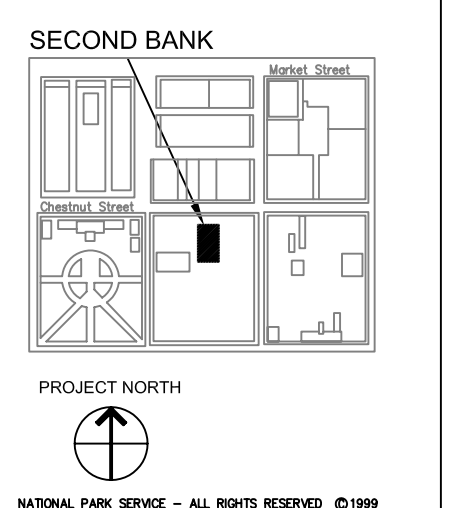 SECOND BANK
Market Street
Chestnut Street
PROJECT NORTH
NATIONAL PARK SERVICE – ALL RIGHTS RESERVED ©1999